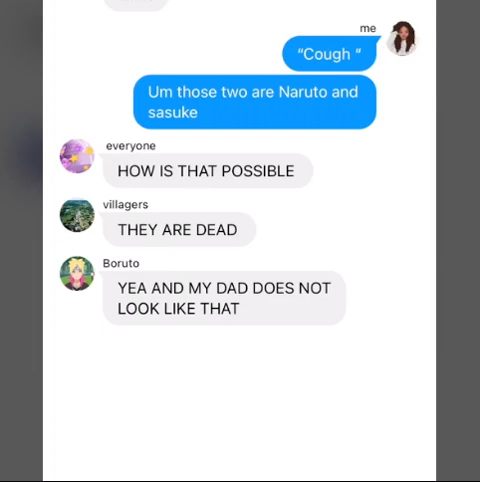 me
“Cough “
Um those two are Naruto and
sasuke
everyone
HOW IS THAT POSSIBLE
villagers
THEY ARE DEAD
Boruto
YEA AND MY DAD DOES NOT
LOOK LIKE THAT